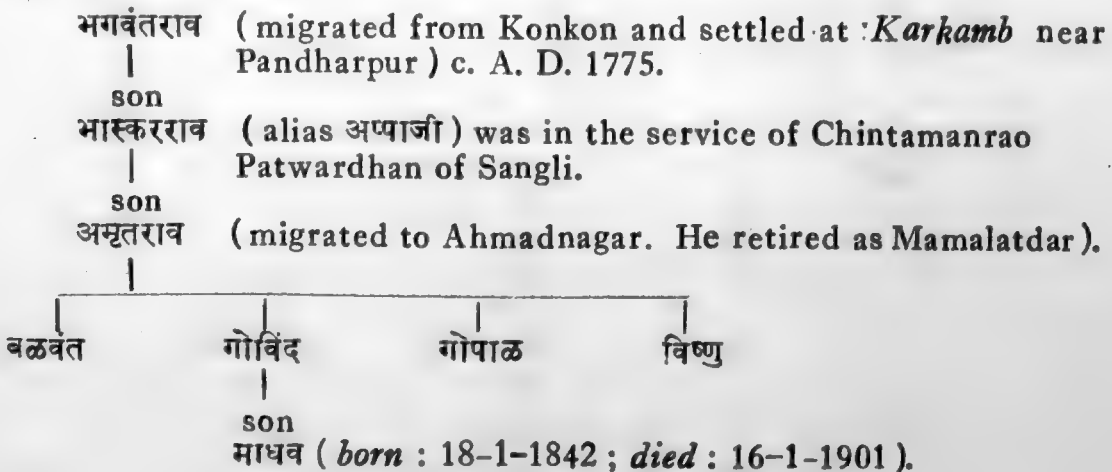 भगवंतराव ( migrated from Konkon and settled at :Karkamb near
Pandharpur ) c. A. D. 1775.
son
भास्करराव ( alias अप्पाजी ) was in the service of Chintamanrao
Patwardhan of Sangli.
son
अमृतराव ( migrated to Ahmadnagar. He retired as Mamalatdar ).
बळवंत गोविंद गोपाळ विष्णु
son
माधव ( born : 18-1-1842 ; died : 16-1-1901 ).